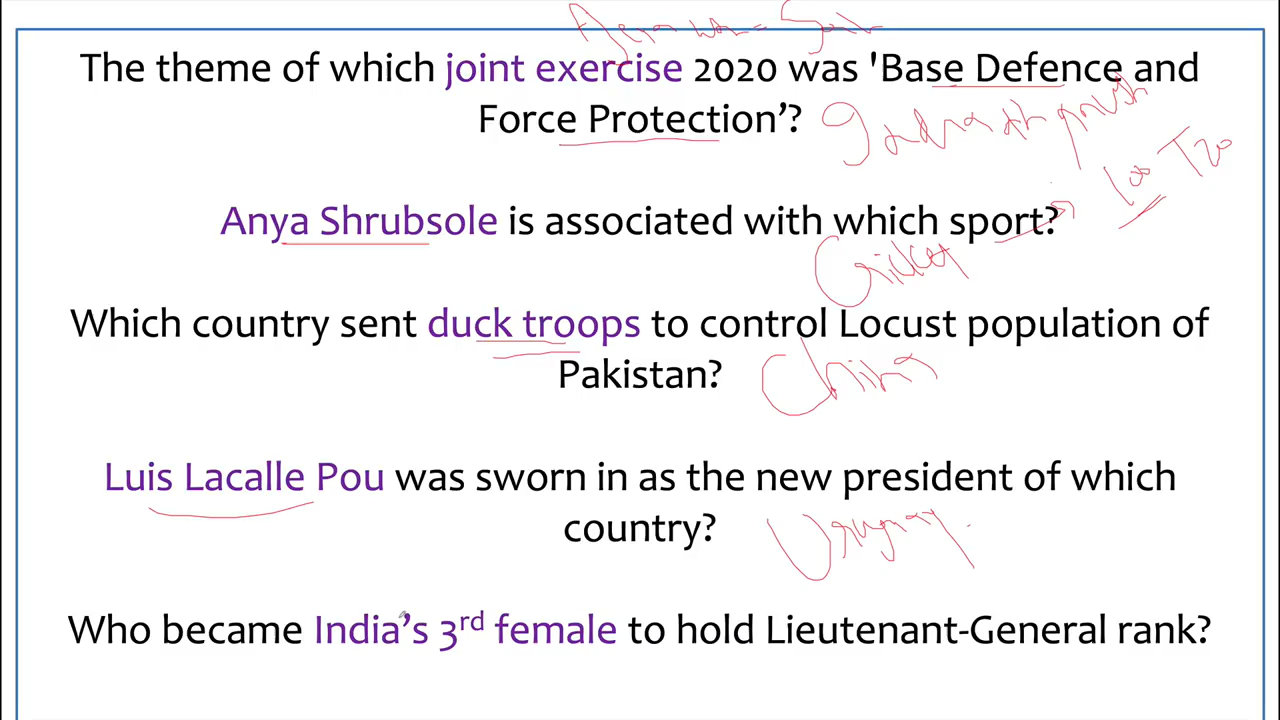 The theme of which joint exercise 2020 was 'Base Defence and
Force Protection’?
Anya Shrubsole is associated with which sport?
100 T20
Cricket
Which country sent duck troops to control Locust population of
Pakistan?
China
Luis Lacalle Pou was sworn in as the new president of which
country?
Uruguay
Who became India’s 3rd female to hold Lieutenant-General rank?